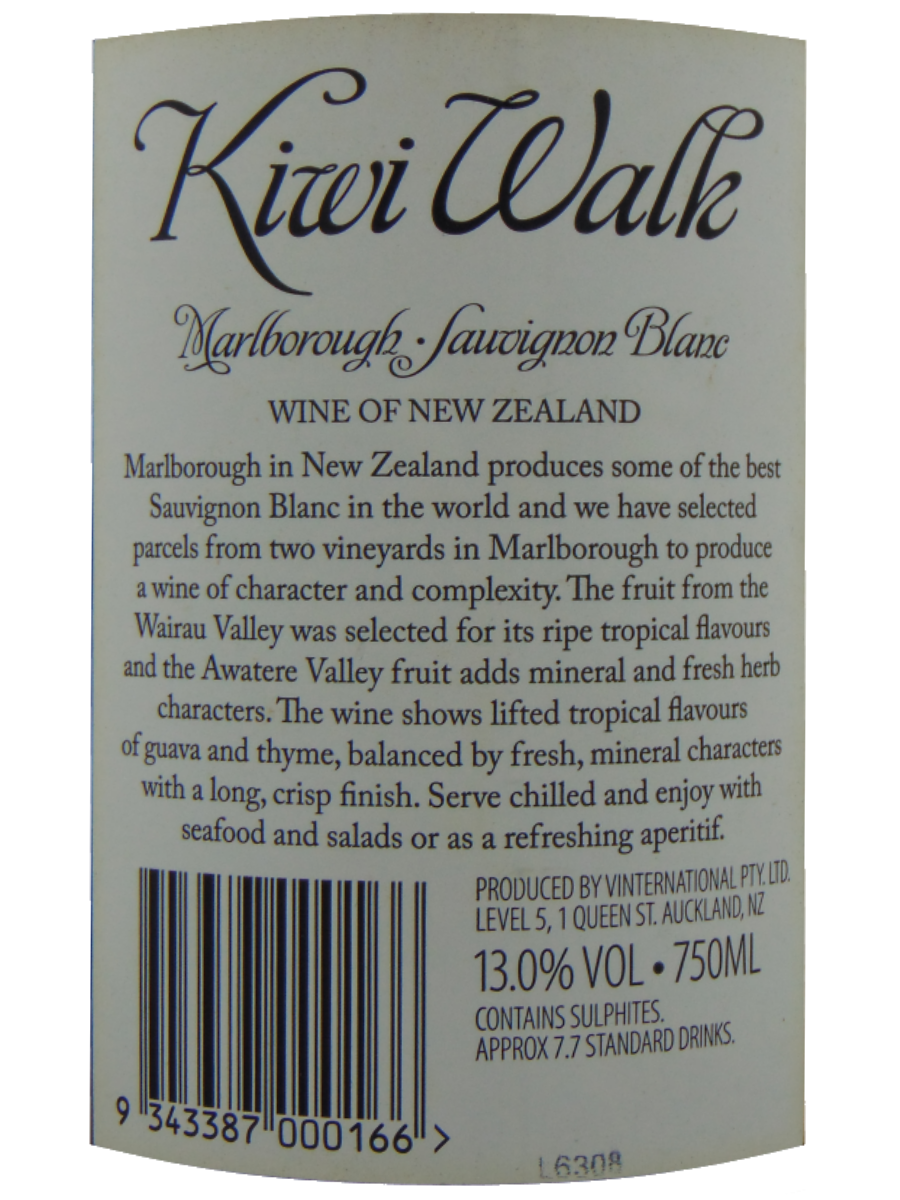 Kiwi Walk
Marlborough • Sauvignon Blanc
WINE OF NEW ZEALAND
Marlborough in New Zealand produces some of the best
Sauvignon Blanc in the world and we have selected
parcels from two vineyards in Marlborough to produce
a wine of character and complexity. The fruit from the
Wairau Valley was selected for its ripe tropical flavours
and the Awatere Valley fruit adds mineral and fresh herb
characters. The wine shows lifted tropical flavours
of guava and thyme, balanced by fresh, mineral characters
with a long, crisp finish. Serve chilled and enjoy with
seafood and salads or as a refreshing aperitif.
PRODUCED BY VINTERNATIONAL PTY. LTD.
LEVEL 5, 1 QUEEN ST. AUCKLAND, NZ
13.0% VOL • 750ML
CONTAINS SULPHITES.
APPROX 7.7 STANDARD DRINKS.
9 343387 000166 >
L6308